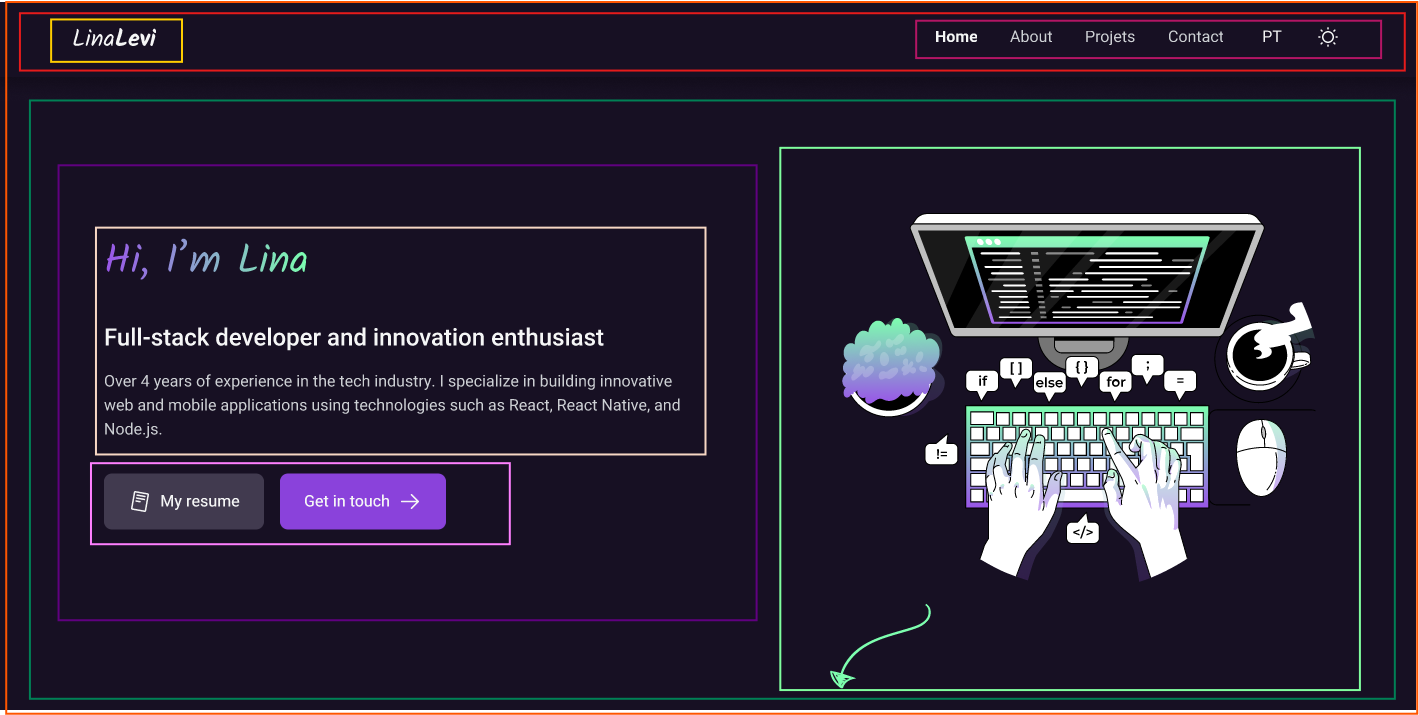 LinaLevi
Home About Projets Contact PT
Hi, I'm Lina
Full-stack developer and innovation enthusiast
Over 4 years of experience in the tech industry. I specialize in building innovative
web and mobile applications using technologies such as React, React Native, and
Node.js.
My resume
Get in touch
if [ ] else { } for ; =
!=
</>